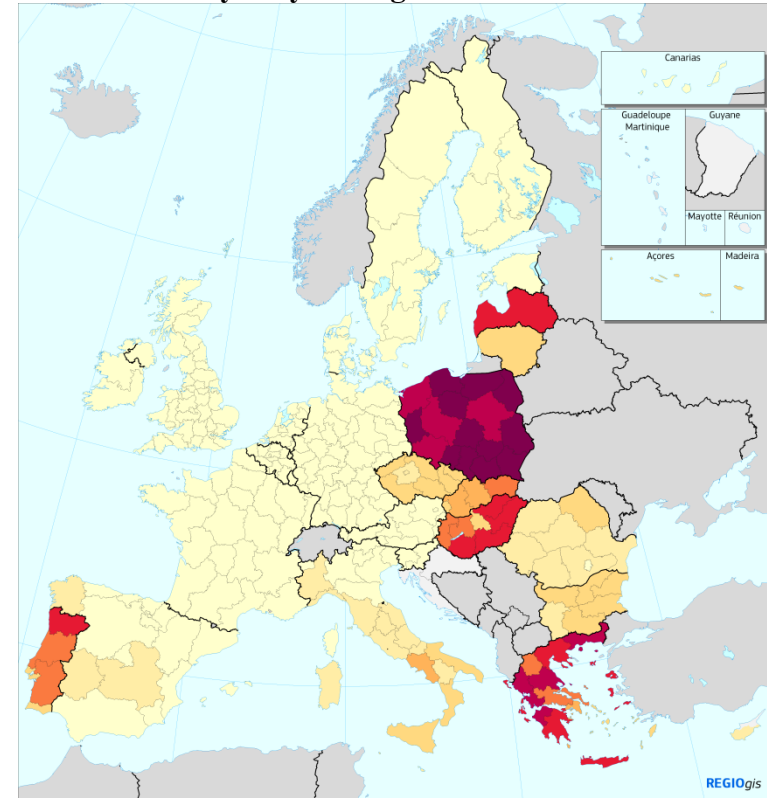 Canarias
Guadeloupe
Martinique
Guyane
Mayotte
Réunion
Açores
Madeira
REGIOgis